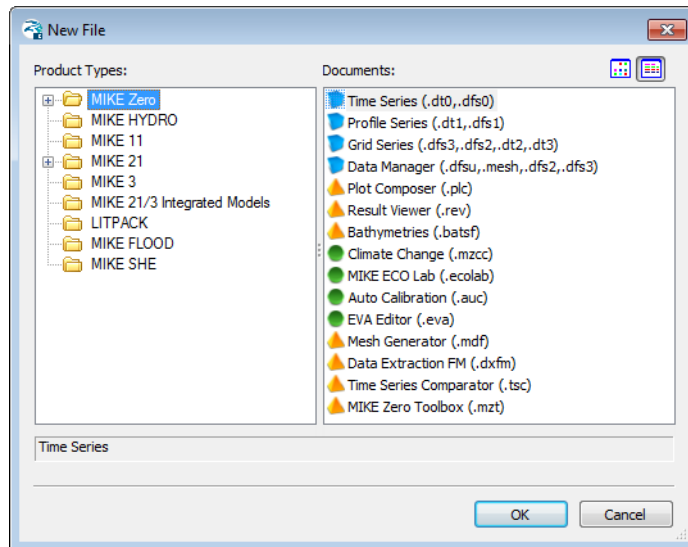 New File
Product Types:
MIKE Zero
MIKE HYDRO
MIKE 11
MIKE 21
MIKE 3
MIKE 21/3 Integrated Models
LITPACK
MIKE FLOOD
MIKE SHE
Documents:
Time Series (.dt0,.dfs0)
Profile Series (.dt1,.dfs1)
Grid Series (.dfs3,.dfs2,.dt2,.dt3)
Data Manager (.dfsu,.mesh,.dfs2,.dfs3)
Plot Composer (.plc)
Result Viewer (.rev)
Bathymetries (.batsf)
Climate Change (.mzcc)
MIKE ECO Lab (.ecolab)
Auto Calibration (.auc)
EVA Editor (.eva)
Mesh Generator (.mdf)
Data Extraction FM (.dxfm)
Time Series Comparator (.tsc)
MIKE Zero Toolbox (.mzt)
Time Series
OK
Cancel